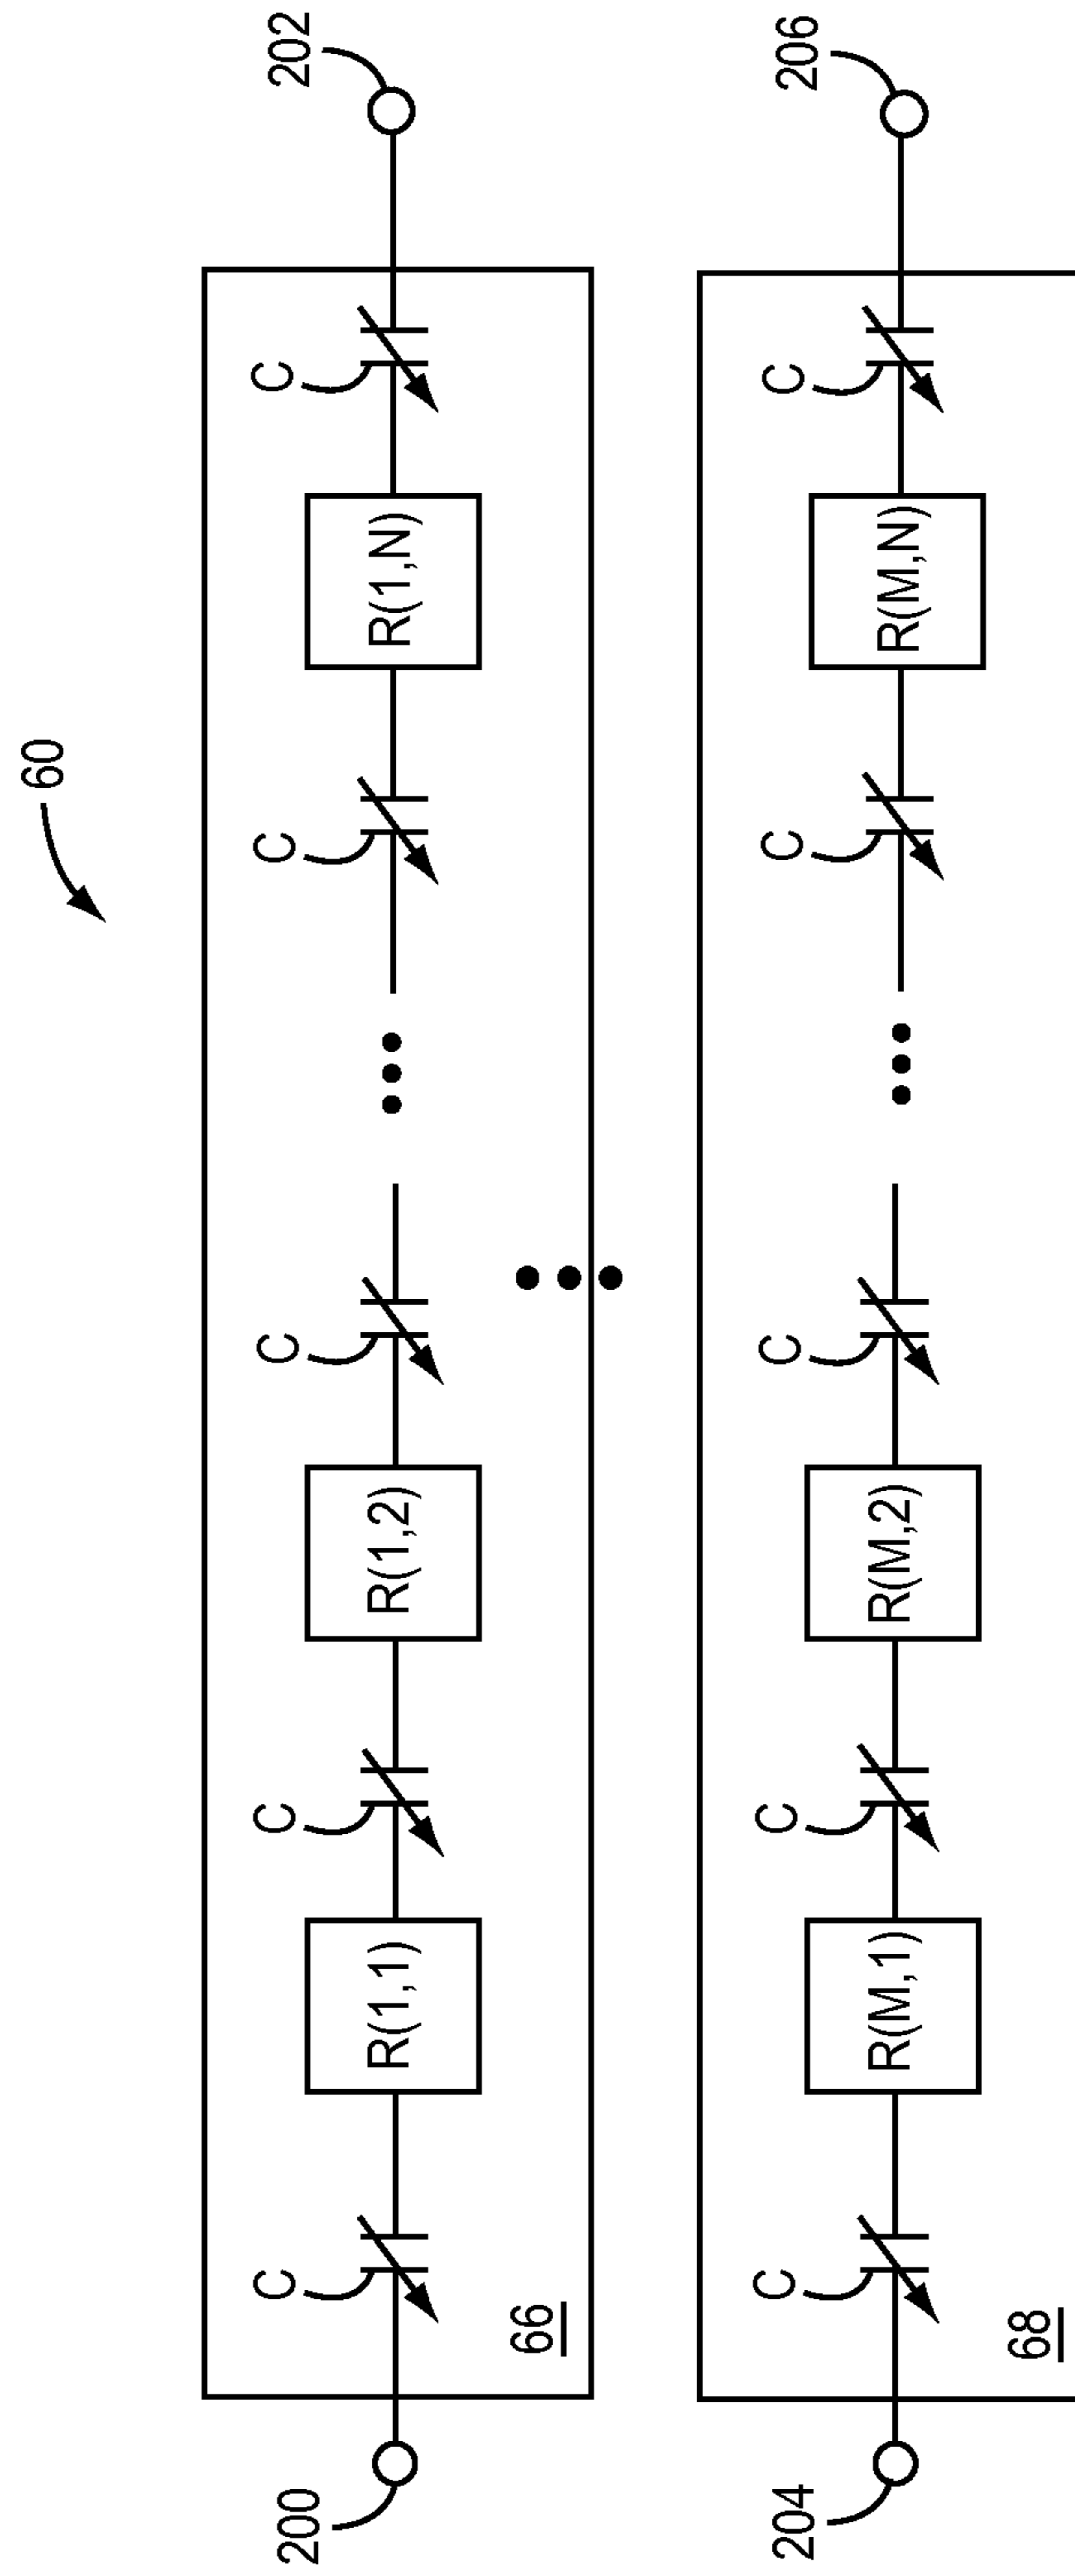 60
C
C
C
C
C
200
R(1,1)
R(1,2)
R(1,N)
202
66
C
C
C
C
C
204
R(M,1)
R(M,2)
R(M,N)
206
68